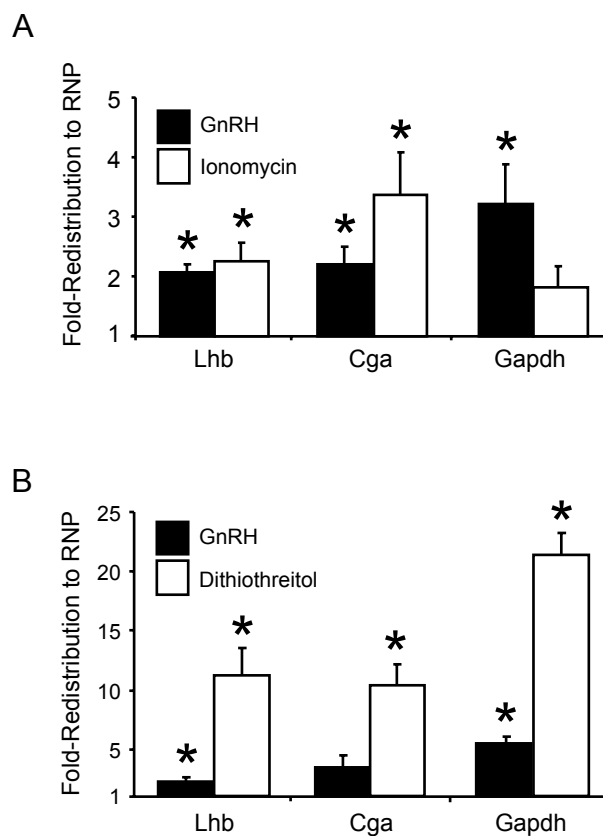 A
Fold-Redistribution to RNP
5
4
3
2
1
GnRH
Ionomycin
* * * * *
Lhb Cga Gapdh
B
Fold-Redistribution to RNP
25
20
15
10
5
1
GnRH
Dithiothreitol
* * * * *
Lhb Cga Gapdh